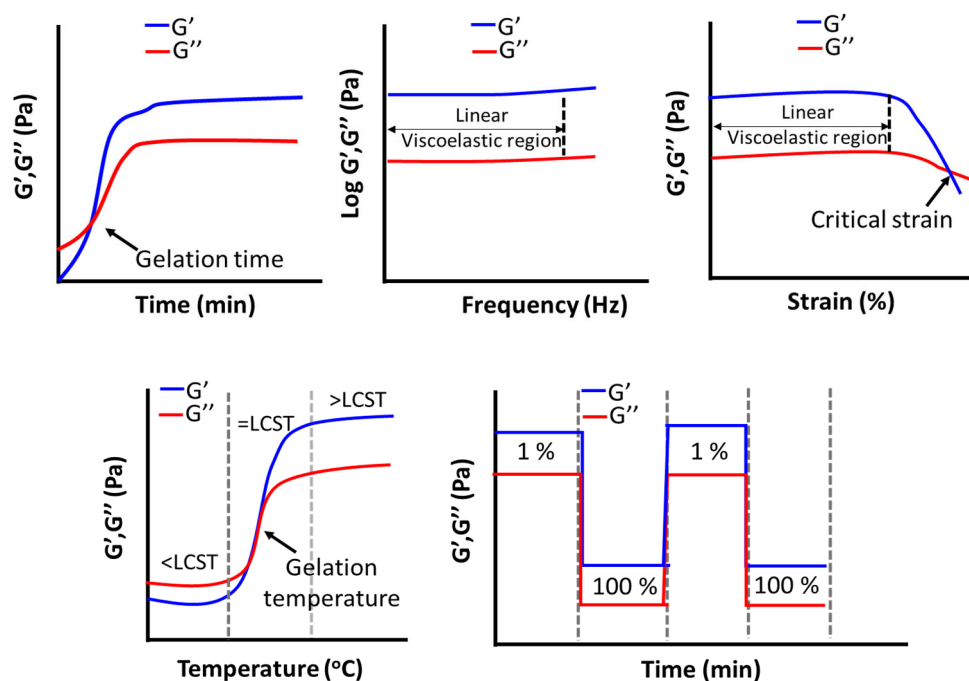 G′
G′′
G′,G′′ (Pa)
Gelation time
Time (min)
G′
G′′
Log G′,G′′ (Pa)
Linear
Viscoelastic region
Frequency (Hz)
G′
G′′
G′,G′′ (Pa)
Linear
Viscoelastic region
Critical strain
Strain (%)
G′
G′′
G′,G′′ (Pa)
<LCST
=LCST
>LCST
Gelation
temperature
Temperature (°C)
G′
G′′
G′,G′′ (Pa)
1 %
100 %
1 %
100 %
Time (min)